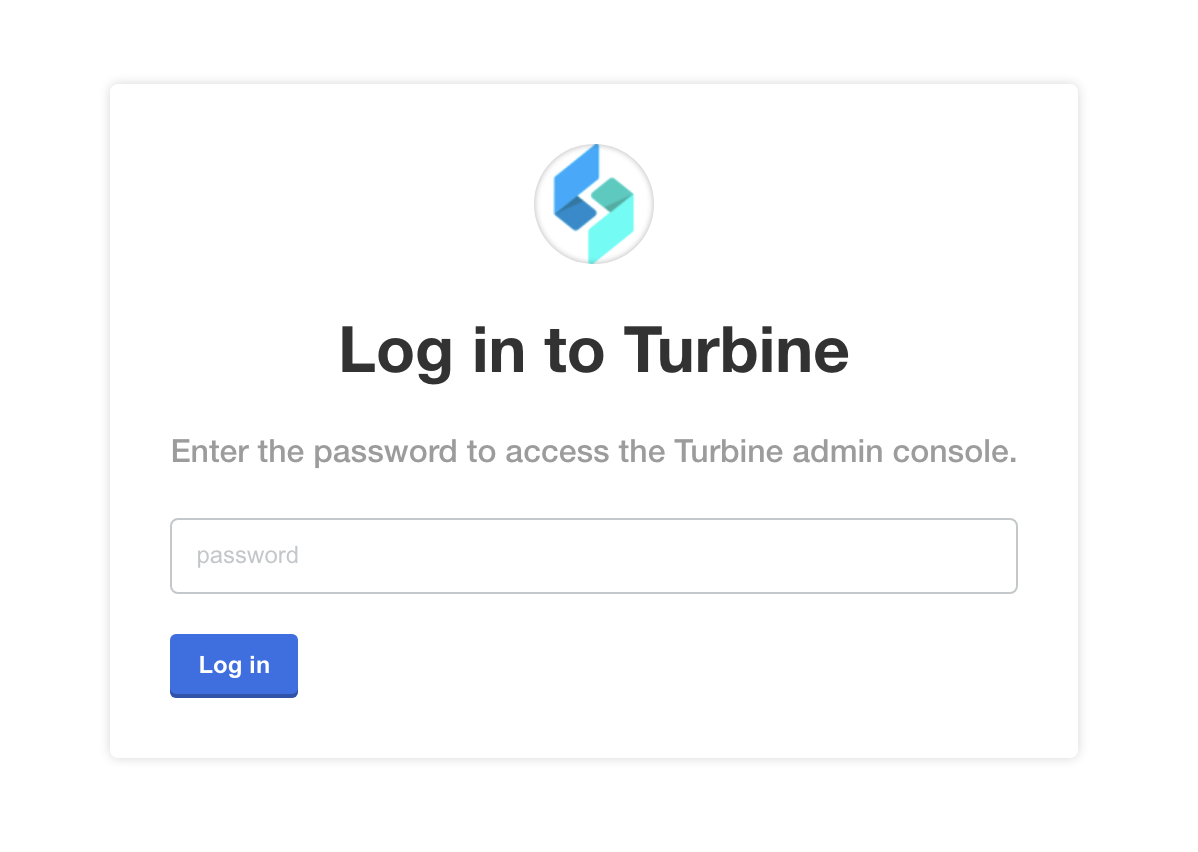 Log in to Turbine
Enter the password to access the Turbine admin console.
password
Log in